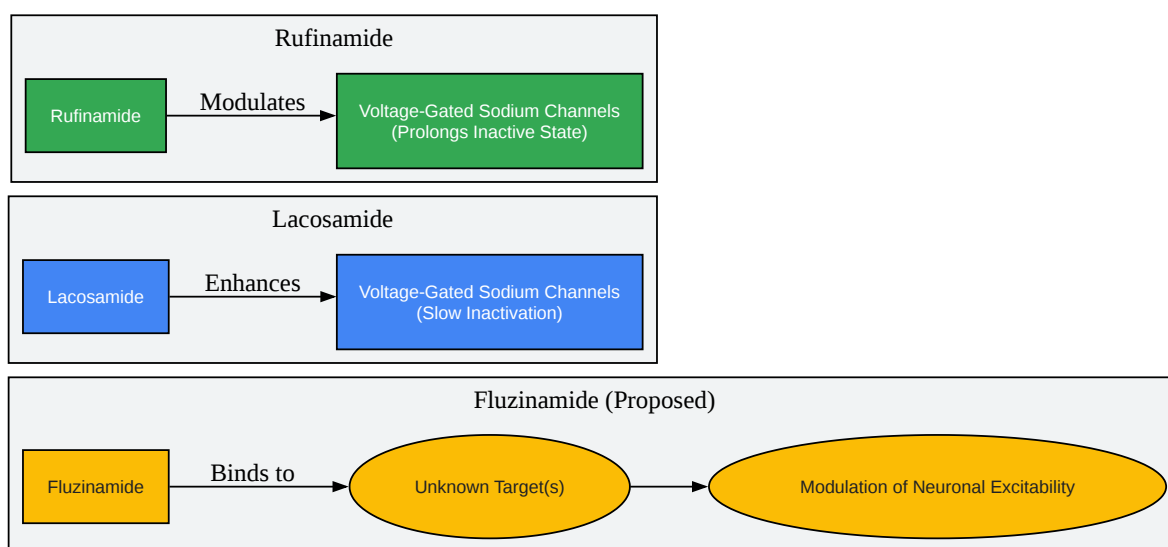 Rufinamide
Rufinamide
Modulates
Voltage-Gated Sodium Channels
(Prolongs Inactive State)
Lacosamide
Lacosamide
Enhances
Voltage-Gated Sodium Channels
(Slow Inactivation)
Fluzinamide (Proposed)
Fluzinamide
Binds to
Unknown Target(s)
Modulation of Neuronal Excitability